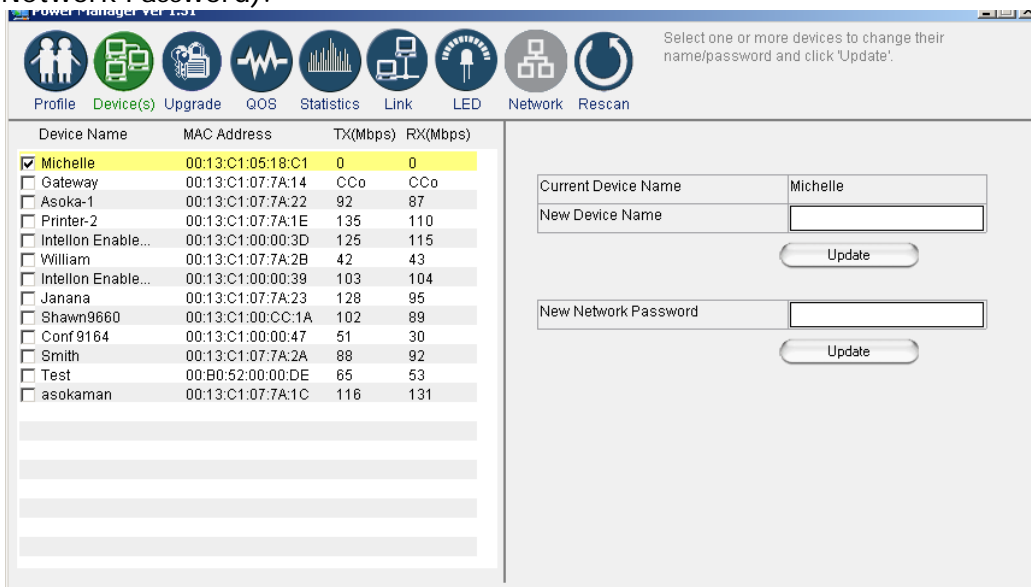 Network Password).
Power Manager Ver 1.31
Select one or more devices to change their
name/password and click 'Update'.
Profile Device(s) Upgrade QOS Statistics Link LED Network Rescan
Device Name MAC Address TX(Mbps) RX(Mbps)
Michelle 00:13:C1:05:18:C1 0 0
Gateway 00:13:C1:07:7A:14 CCo CCo
Asoka-1 00:13:C1:07:7A:22 92 87
Printer-2 00:13:C1:07:7A:1E 135 110
Intellon Enable... 00:13:C1:00:00:3D 125 115
William 00:13:C1:07:7A:2B 42 43
Intellon Enable... 00:13:C1:00:00:39 103 104
Janana 00:13:C1:07:7A:23 128 95
Shawn9660 00:13:C1:00:CC:1A 102 89
Conf 9164 00:13:C1:00:00:47 51 30
Smith 00:13:C1:07:7A:2A 88 92
Test 00:B0:52:00:00:DE 65 53
asokaman 00:13:C1:07:7A:1C 116 131
Current Device Name Michelle
New Device Name
Update
New Network Password
Update